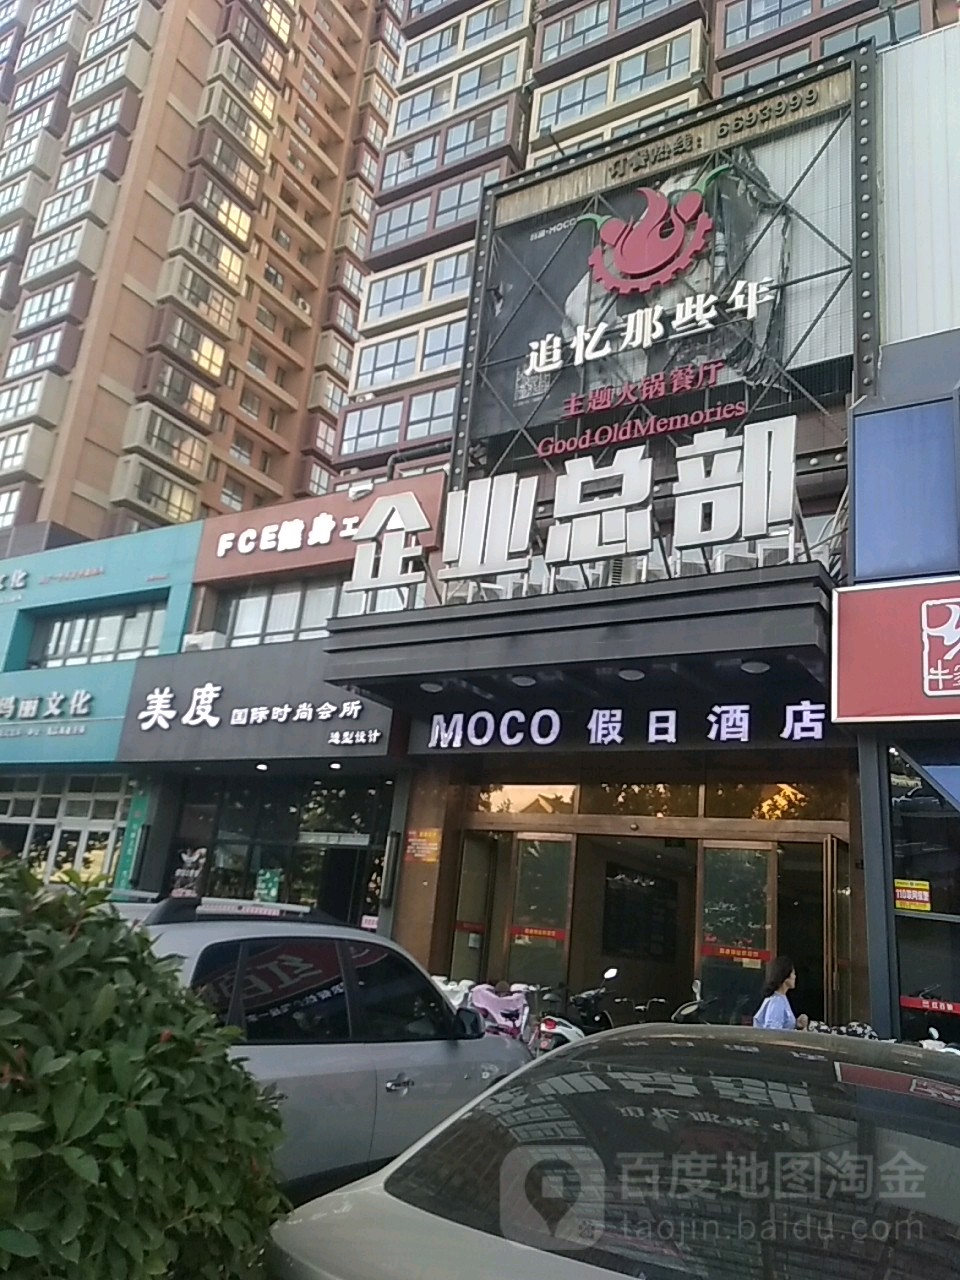 订餐热线：6693999
MOCO
追忆那些年
主题火锅餐厅
Good Old Memories
企业总部
FCE健身工
文化
玛丽文化
美度 国际时尚会所
造型设计
MOCO 假日酒店
百度地图淘金
taojin.baidu.com